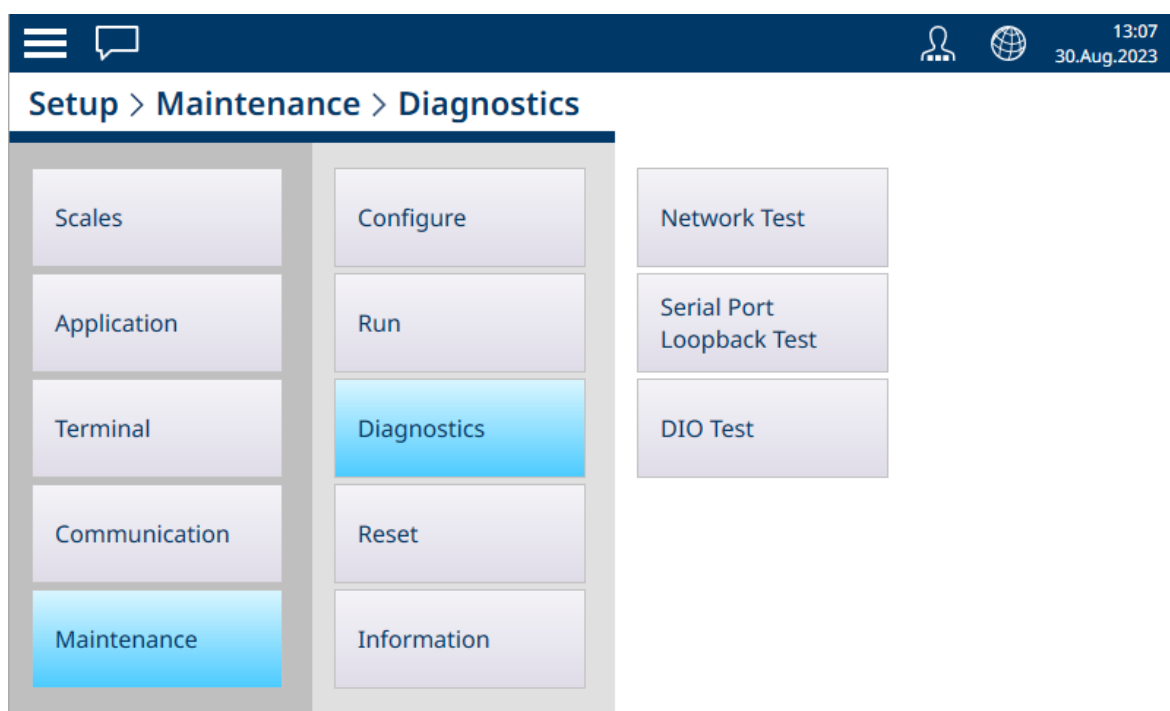 13:07
30.Aug.2023
Setup > Maintenance > Diagnostics
Scales
Configure
Network Test
Application
Run
Serial Port
Loopback Test
Terminal
Diagnostics
DIO Test
Communication
Reset
Maintenance
Information